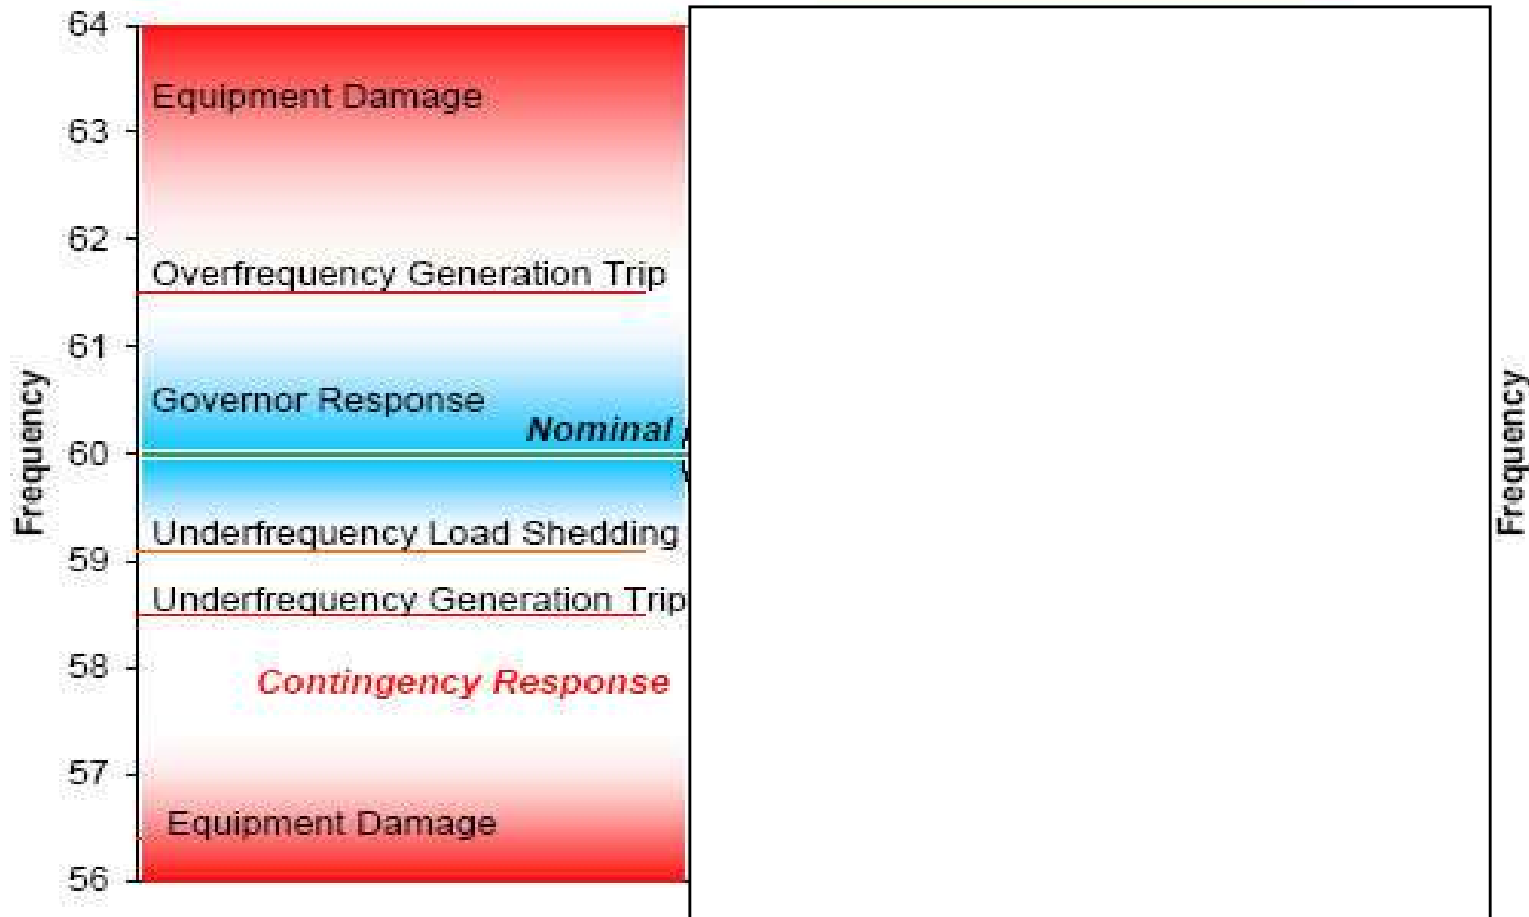 64
Equipment Damage
63
62
Overfrequency Generation Trip
61
Governor Response
Nominal
60
Frequency
Frequency
Underfrequency Load Shedding
59
Underfrequency Generation Trip
58
Contingency Response
57
Equipment Damage
56